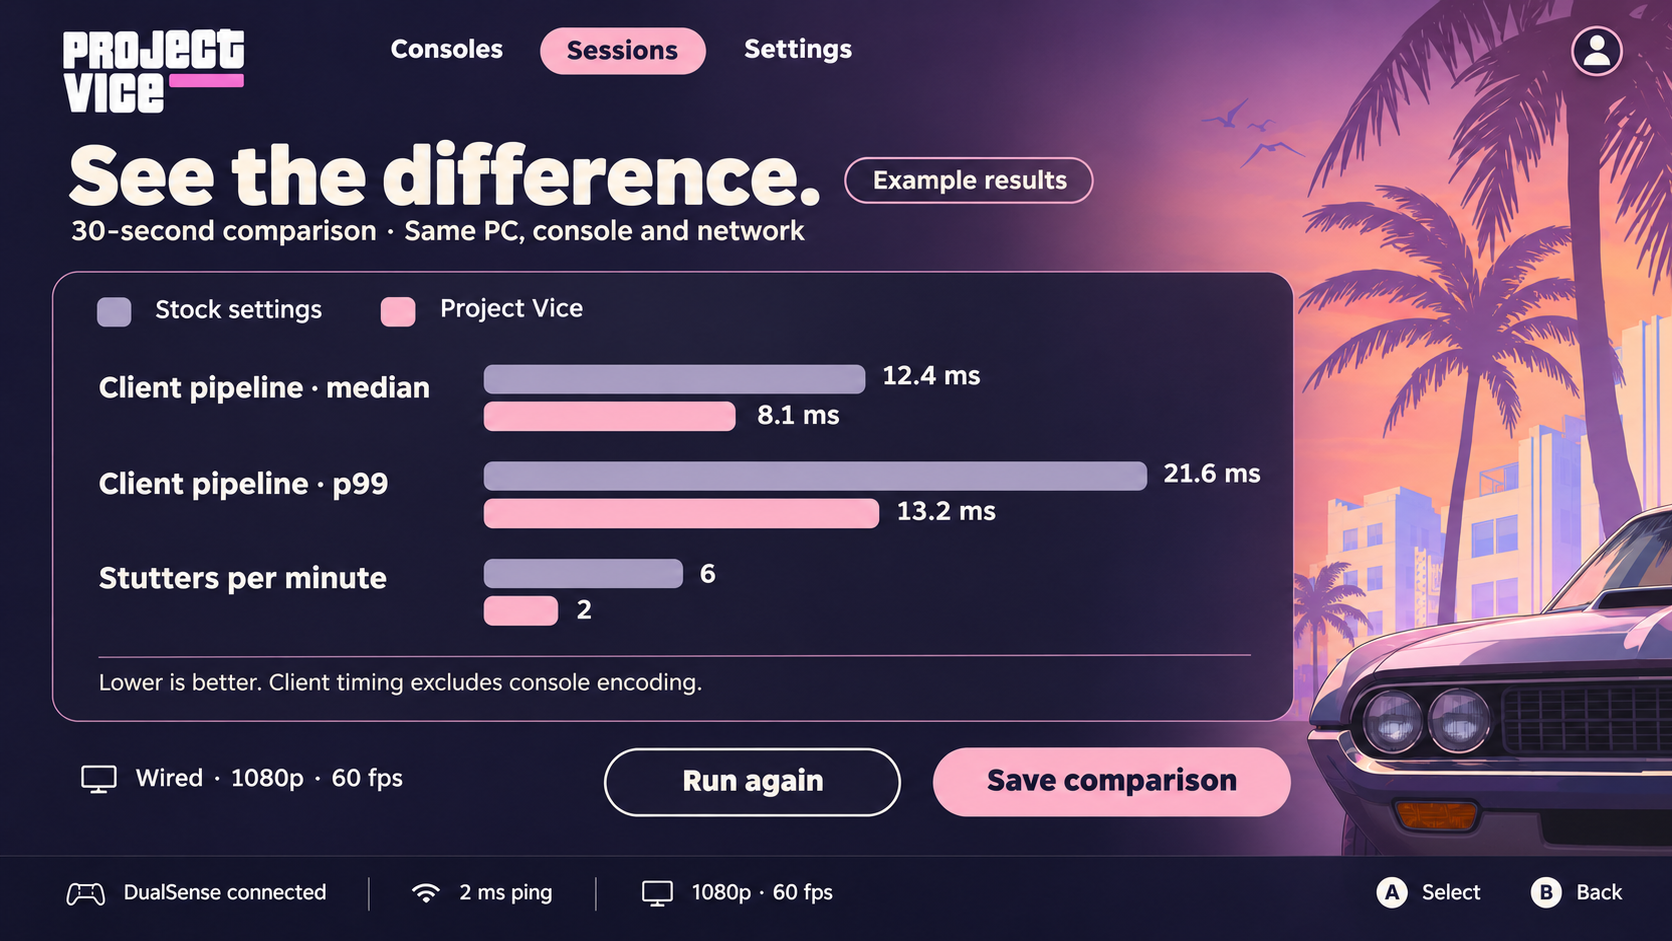 PROJECT
VICE
Consoles
Sessions
Settings
See the difference.
Example results
30-second comparison · Same PC, console and network
Stock settings
Project Vice
Client pipeline · median
12.4 ms
8.1 ms
Client pipeline · p99
21.6 ms
13.2 ms
Stutters per minute
6
2
Lower is better. Client timing excludes console encoding.
Wired · 1080p · 60 fps
Run again
Save comparison
DualSense connected
2 ms ping
1080p · 60 fps
A Select
B Back